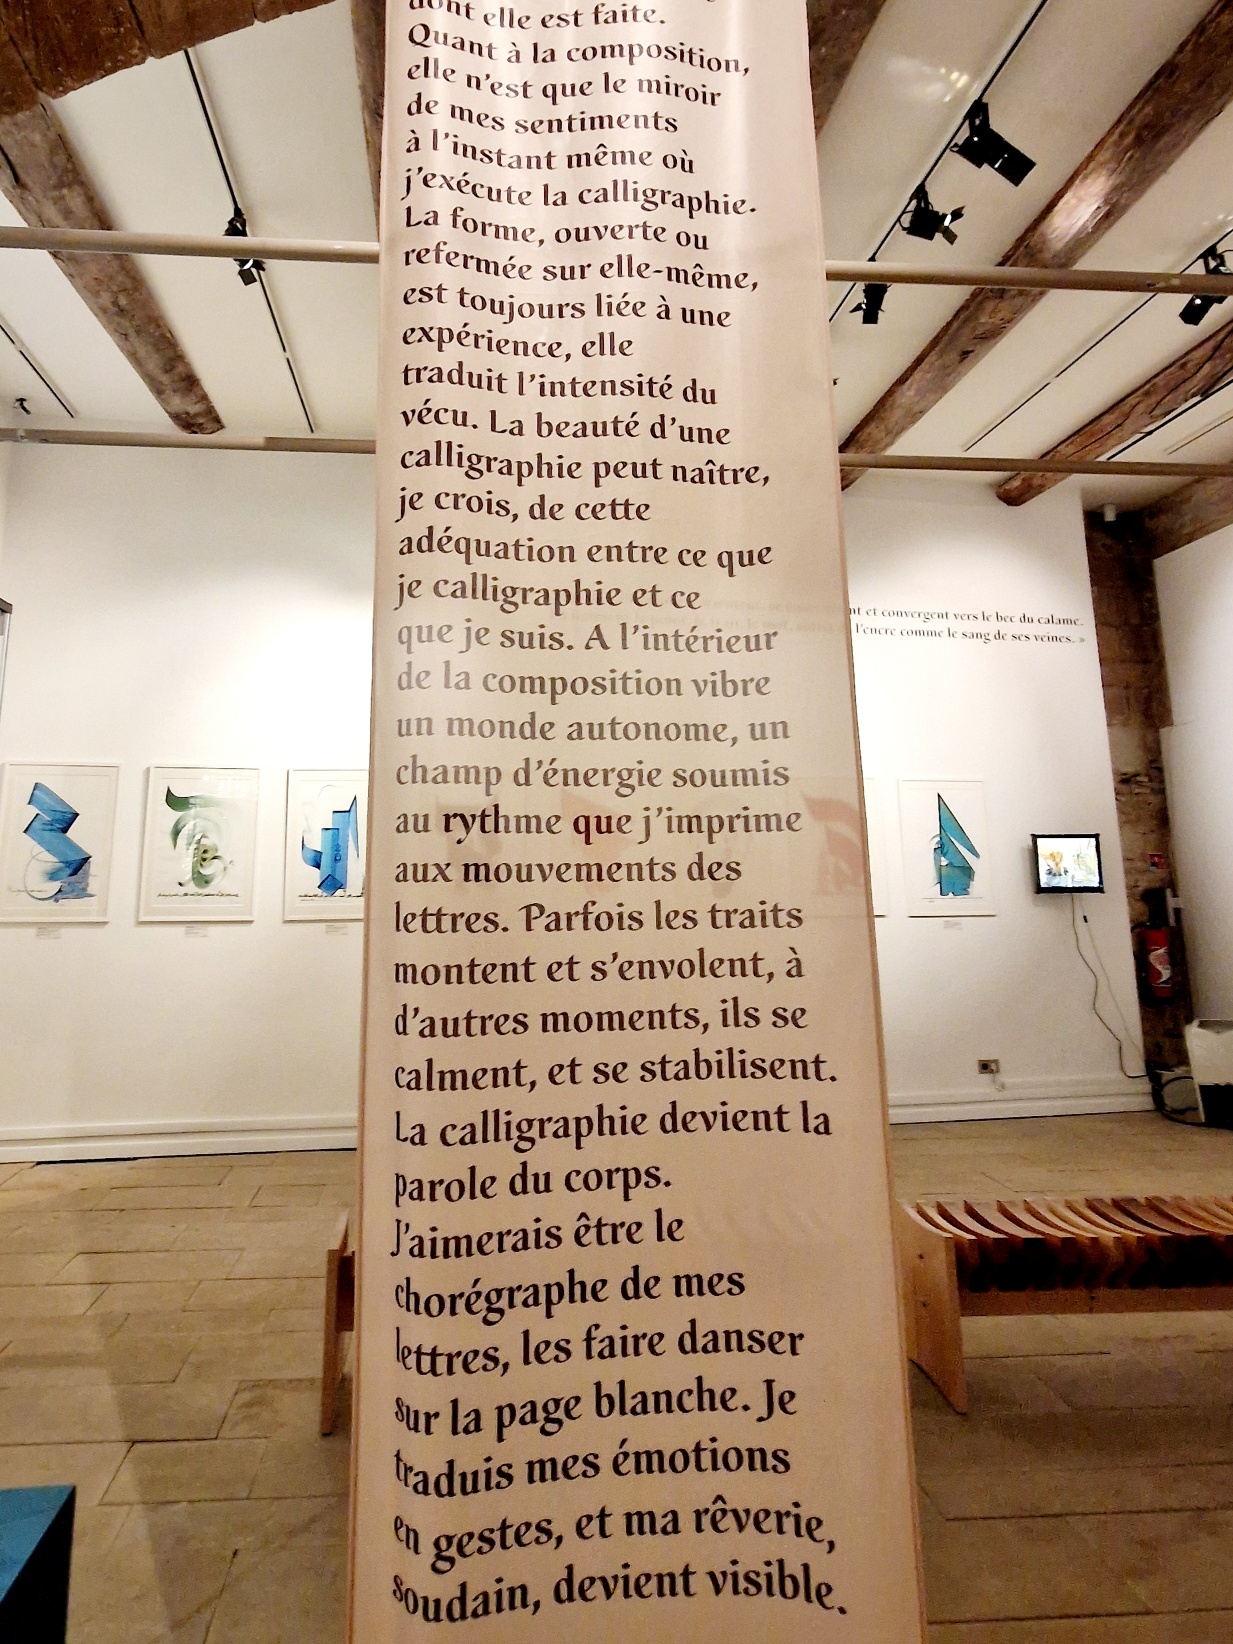 dont elle est faite.
Quant à la composition,
elle n'est que le miroir
de mes sentiments
à l'instant même où
j'exécute la calligraphie.
La forme, ouverte ou
refermée sur elle-même,
est toujours liée à une
expérience, elle
traduit l'intensité du
vécu. La beauté d'une
calligraphie peut naître,
je crois, de cette
adéquation entre ce que
je calligraphie et ce
que je suis. A l'intérieur
de la composition vibre
un monde autonome, un
champ d'énergie soumis
au rythme que j'imprime
aux mouvements des
lettres. Parfois les traits
montent et s'envolent, à
d'autres moments, ils se
calment, et se stabilisent.
La calligraphie devient la
parole du corps.
J'aimerais être le
chorégraphe de mes
lettres, les faire danser
sur la page blanche. Je
traduis mes émotions
en gestes, et ma rêverie,
soudain, devient visible.
et convergent vers le bec du calame.
l'encre comme le sang de ses veines. »